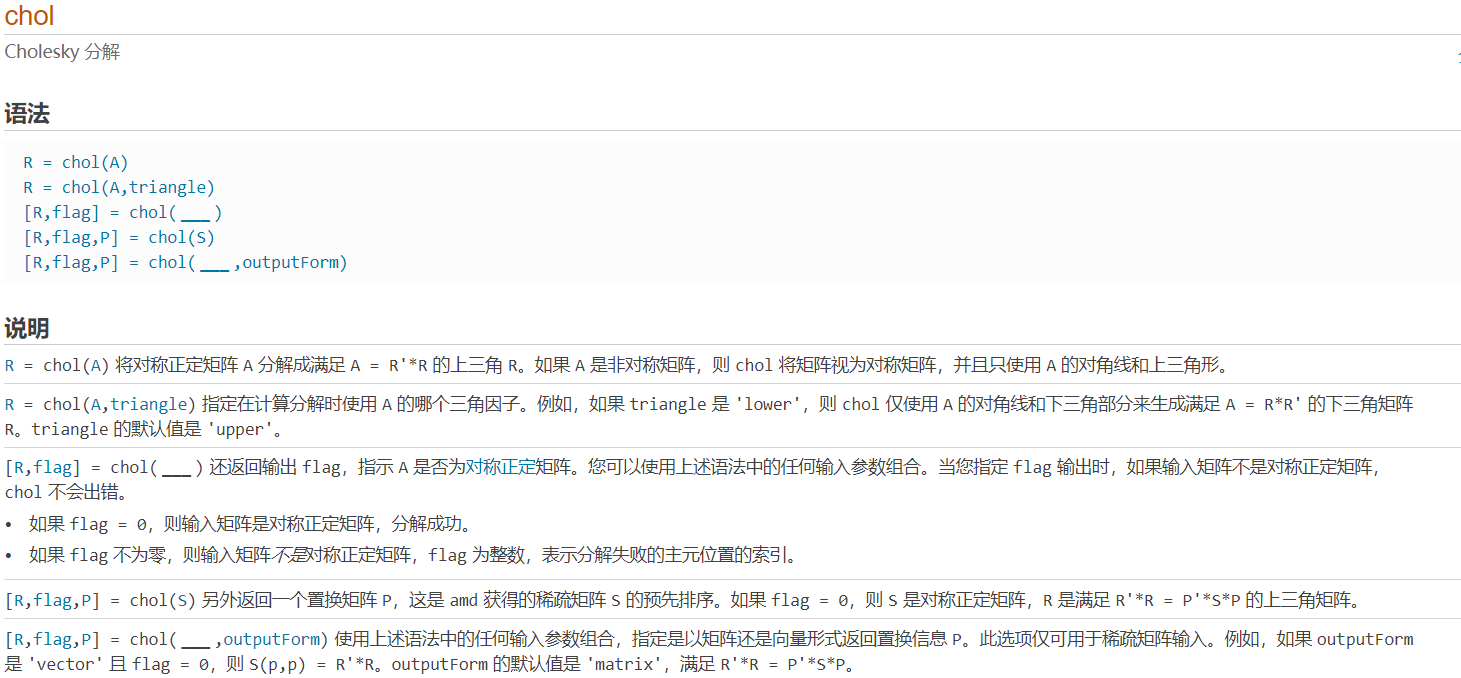 chol
Cholesky 分解
语法
R = chol(A)
R = chol(A,triangle)
[R,flag] = chol(___)
[R,flag,P] = chol(S)
[R,flag,P] = chol(___,outputForm)
说明
R = chol(A) 将对称正定矩阵 A 分解成满足 A = R'*R 的上三角 R。如果 A 是非对称矩阵，则 chol 将矩阵视为对称矩阵，并且只使用 A 的对角线和上三角形。
R = chol(A,triangle) 指定在计算分解时使用 A 的哪个三角因子。例如，如果 triangle 是 'lower'，则 chol 仅使用 A 的对角线和下三角部分来生成满足 A = R*R' 的下三角矩阵
R。triangle 的默认值是 'upper'。
[R,flag] = chol(___) 还返回输出 flag，指示 A 是否为对称正定矩阵。您可以使用上述语法中的任何输入参数组合。当您指定 flag 输出时，如果输入矩阵不是对称正定矩阵，
chol 不会出错。
• 如果 flag = 0，则输入矩阵是对称正定矩阵，分解成功。
• 如果 flag 不为零，则输入矩阵不是对称正定矩阵，flag 为整数，表示分解失败的主元位置的索引。
[R,flag,P] = chol(S) 另外返回一个置换矩阵 P，这是 amd 获得的稀疏矩阵 S 的预先排序。如果 flag = 0，则 S 是对称正定矩阵，R 是满足 R'*R = P'*S*P 的上三角矩阵。
[R,flag,P] = chol(___,outputForm) 使用上述语法中的任何输入参数组合，指定是以矩阵还是向量形式返回置换信息 P。此选项仅可用于稀疏矩阵输入。例如，如果 outputForm
是 'vector' 且 flag = 0，则 S(p,p) = R'*R。outputForm 的默认值是 'matrix'，满足 R'*R = P'*S*P。